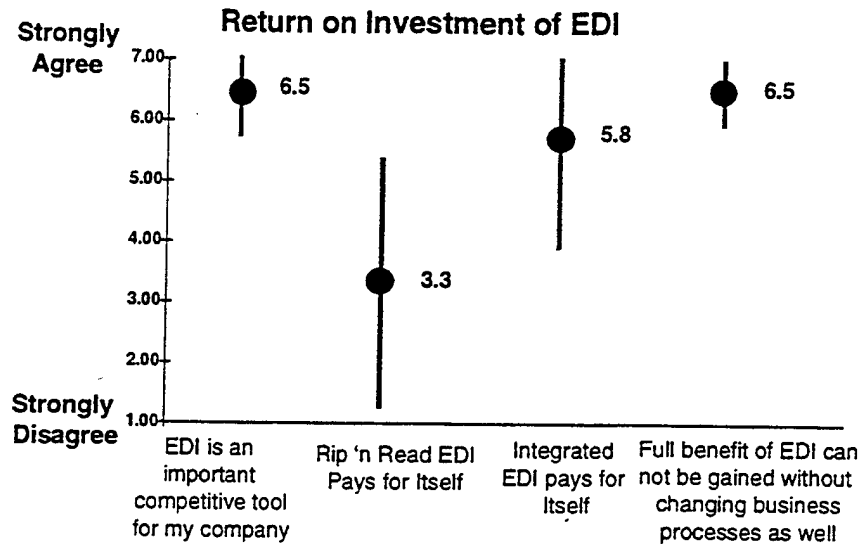 Return on Investment of EDI
Strongly
Agree
7.00
6.00
5.00
4.00
3.00
2.00
1.00
Strongly
Disagree
6.5
3.3
5.8
6.5
EDI is an
important
competitive tool
for my company
Rip 'n Read EDI
Pays for Itself
Integrated
EDI pays for
Itself
Full benefit of EDI can
not be gained without
changing business
processes as well